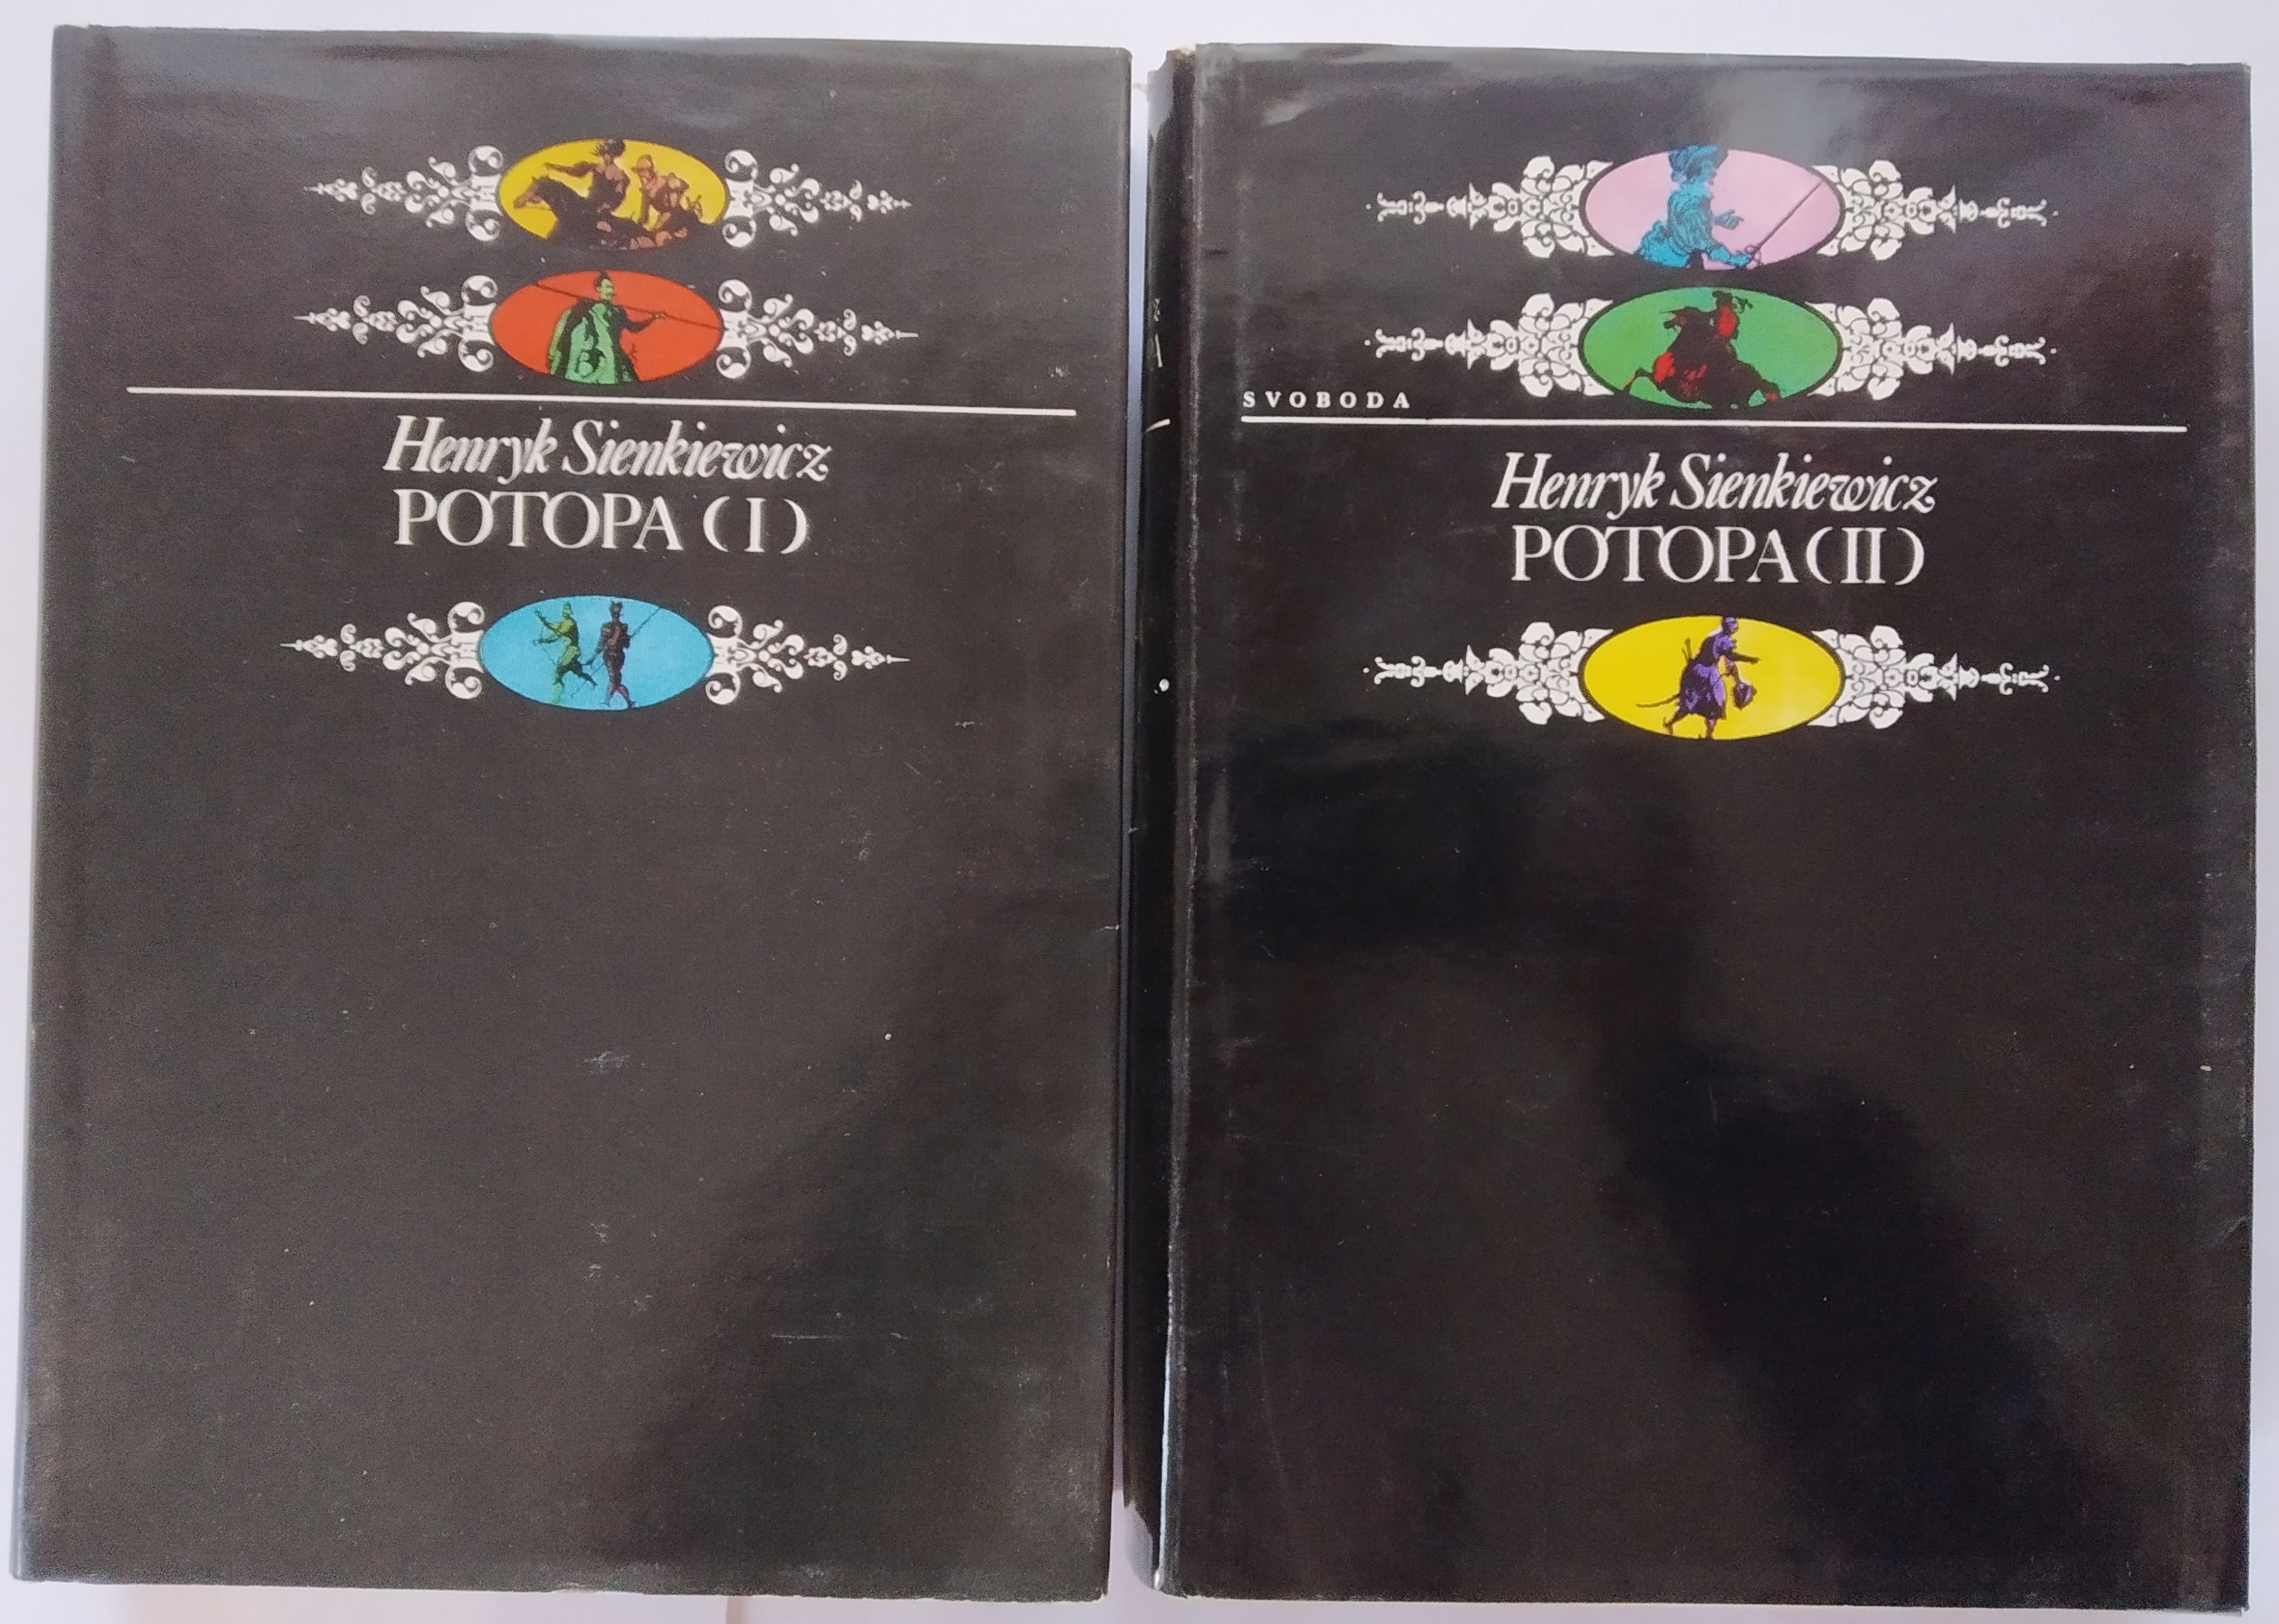 Henryk Sienkiewicz
POTOPA (I)
SVOBODA
Henryk Sienkiewicz
POTOPA (II)